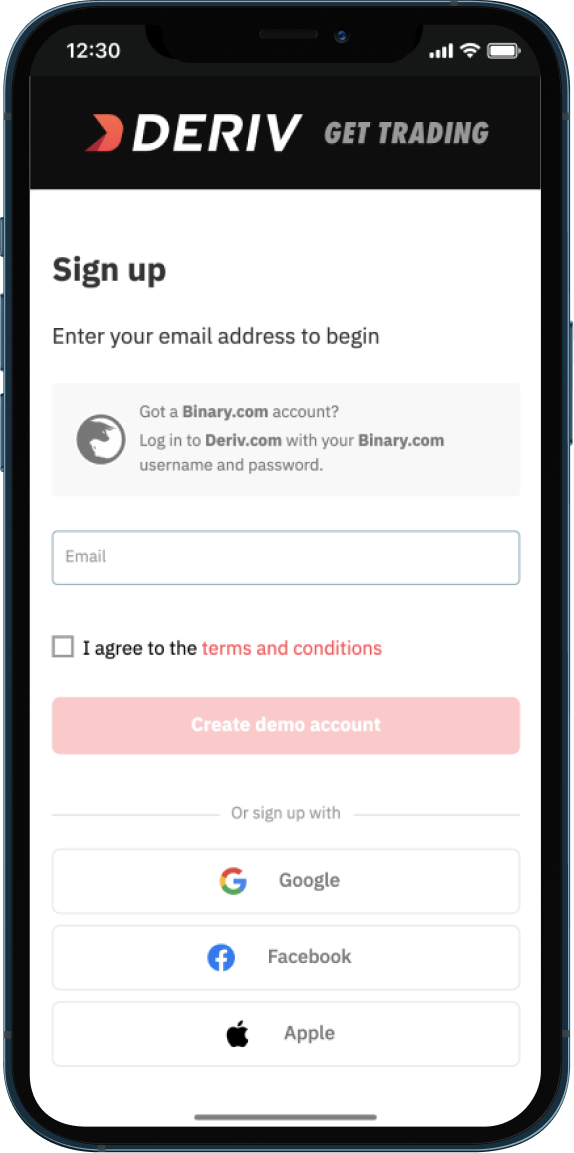 12:30
DERIV GET TRADING
Sign up
Enter your email address to begin
Got a Binary.com account?
Log in to Deriv.com with your Binary.com
username and password.
Email
I agree to the terms and conditions
Create demo account
Or sign up with
Google
Facebook
Apple